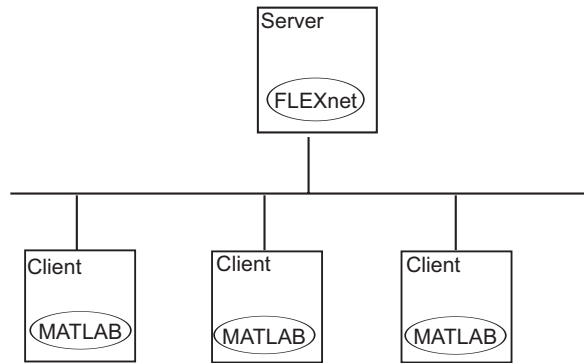 Server
FLEXnet
Client
MATLAB
Client
MATLAB
Client
MATLAB